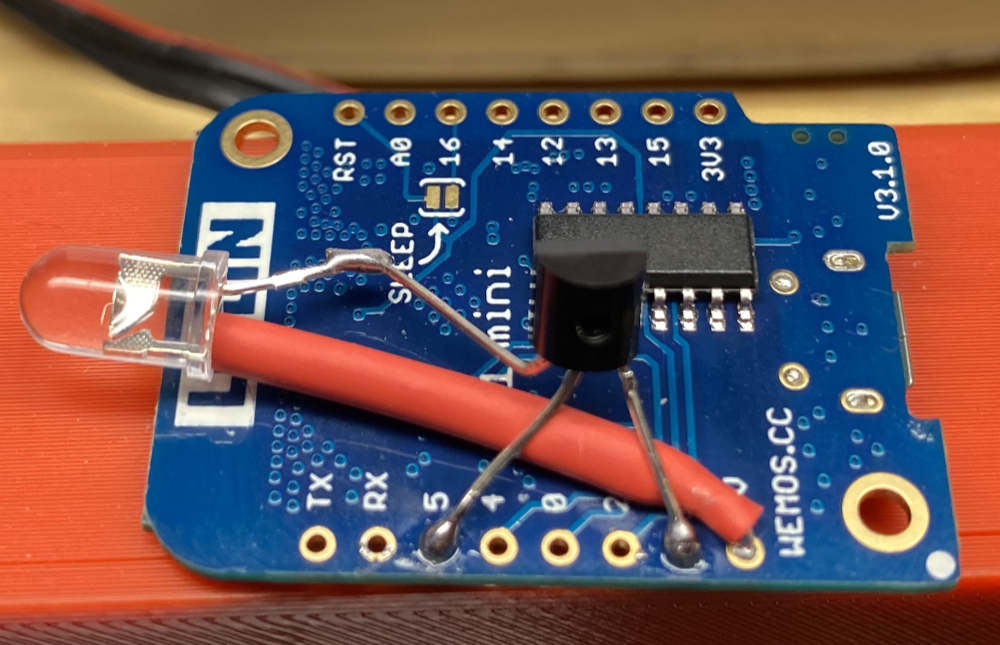 RST
A0
16
14
12
13
15
3V3
V3.1.0
SLEEP
mini
TX
RX
5
4
0
WEMOS.CC